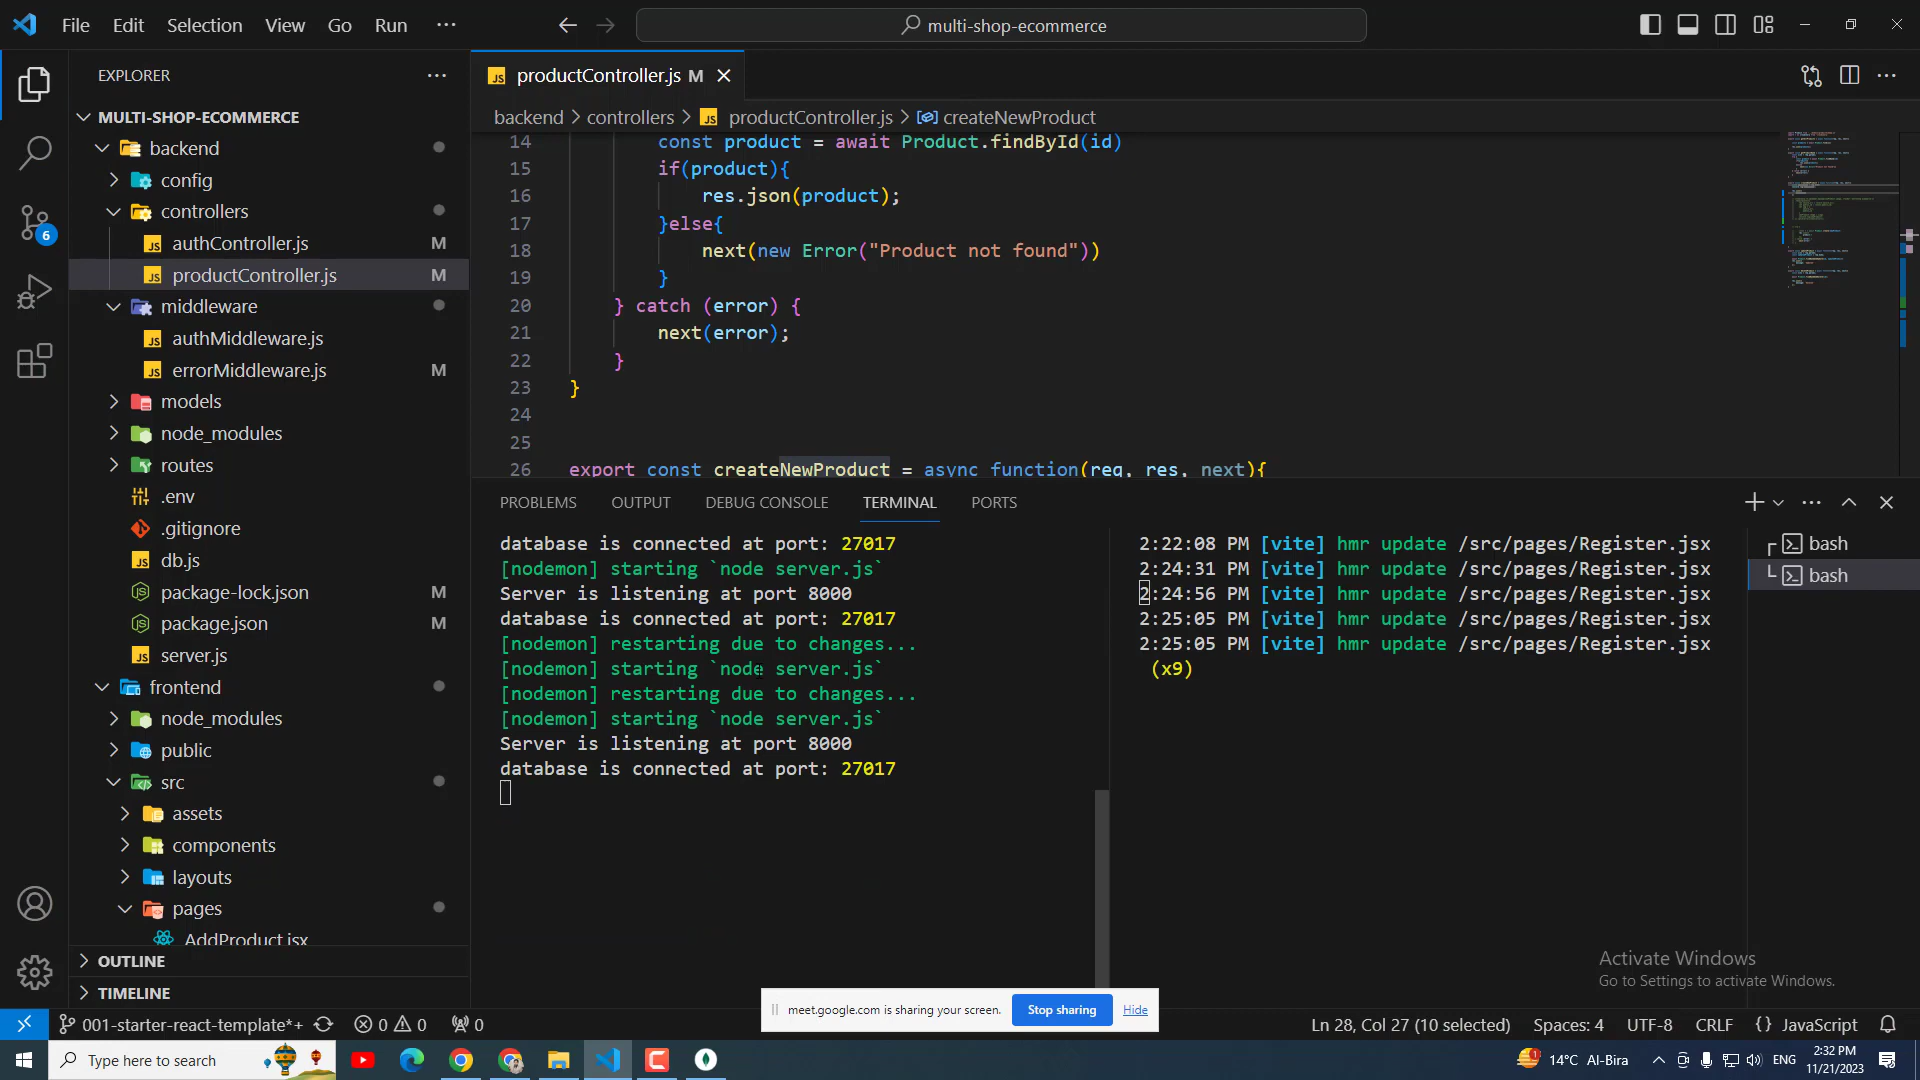 File Edit Selection View Go Run ···
multi-shop-ecommerce
EXPLORER
MULTI-SHOP-ECOMMERCE
backend
config
controllers
authController.js M
productController.js M
middleware
authMiddleware.js
errorMiddleware.js M
models
node_modules
routes
.env
.gitignore
db.js
package-lock.json M
package.json M
server.js
frontend
node_modules
public
src
assets
components
layouts
pages
AddProduct.jsx
OUTLINE
TIMELINE
6
productController.js M
backend > controllers > productController.js > createNewProduct
14 const product = await Product.findById(id)
15 if(product){
16 res.json(product);
17 }else{
18 next(new Error("Product not found"))
19 }
20 } catch (error) {
21 next(error);
22 }
23 }
24
25
26 export const createNewProduct = async function(req, res, next){
PROBLEMS OUTPUT DEBUG CONSOLE TERMINAL PORTS
database is connected at port: 27017
[nodemon] starting `node server.js`
Server is listening at port 8000
database is connected at port: 27017
[nodemon] restarting due to changes...
[nodemon] starting `node server.js`
[nodemon] restarting due to changes...
[nodemon] starting `node server.js`
Server is listening at port 8000
database is connected at port: 27017
2:22:08 PM [vite] hmr update /src/pages/Register.jsx
2:24:31 PM [vite] hmr update /src/pages/Register.jsx
2:24:56 PM [vite] hmr update /src/pages/Register.jsx
2:25:05 PM [vite] hmr update /src/pages/Register.jsx
2:25:05 PM [vite] hmr update /src/pages/Register.jsx
(x9)
bash
bash
Activate Windows
Go to Settings to activate Windows.
meet.google.com is sharing your screen. Stop sharing Hide
001-starter-react-template*+ 0 0 0
Ln 28, Col 27 (10 selected) Spaces: 4 UTF-8 CRLF {} JavaScript
Type here to search
1 14°C Al-Bira ENG
2:32 PM
11/21/2023